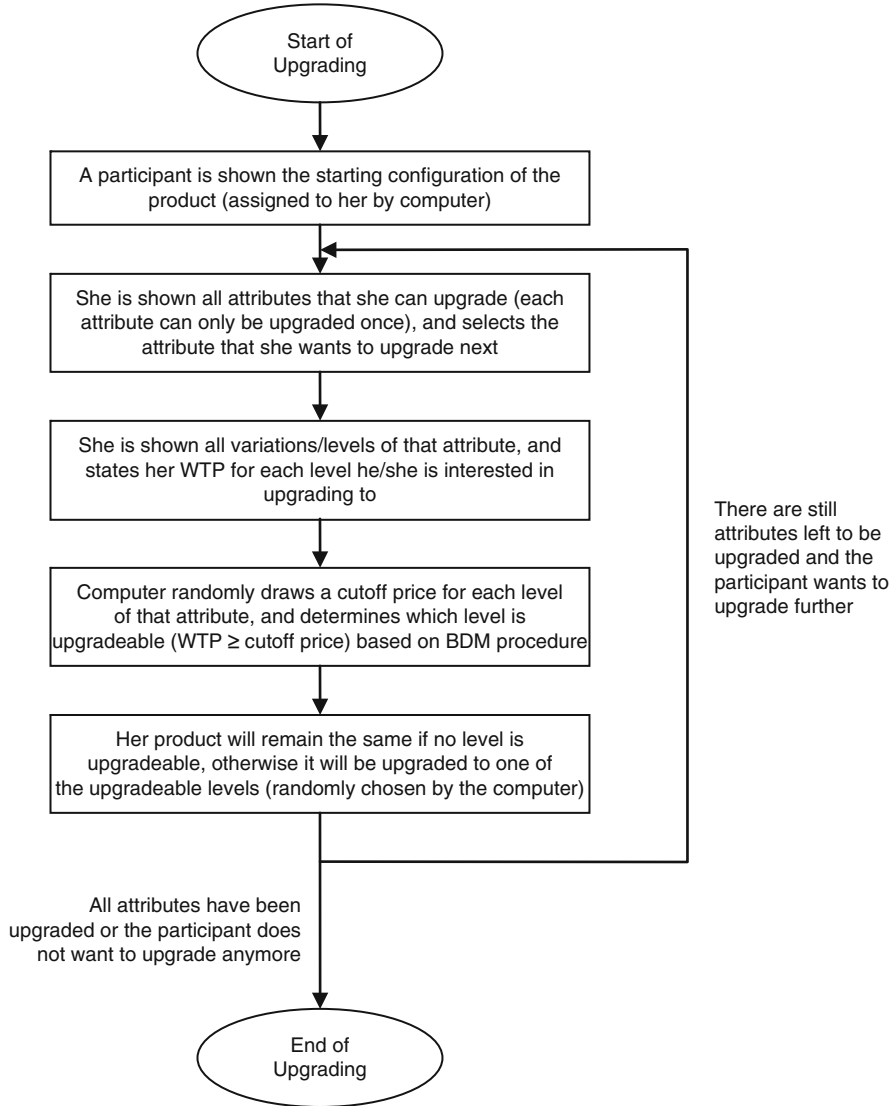 Start of
Upgrading
A participant is shown the starting configuration of the
product (assigned to her by computer)
She is shown all attributes that she can upgrade (each
attribute can only be upgraded once), and selects the
attribute that she wants to upgrade next
She is shown all variations/levels of that attribute, and
states her WTP for each level he/she is interested in
upgrading to
Computer randomly draws a cutoff price for each level
of that attribute, and determines which level is
upgradeable (WTP ≥ cutoff price) based on BDM procedure
Her product will remain the same if no level is
upgradeable, otherwise it will be upgraded to one of
the upgradeable levels (randomly chosen by the computer)
There are still
attributes left to be
upgraded and the
participant wants to
upgrade further
All attributes have been
upgraded or the participant does
not want to upgrade anymore
End of
Upgrading